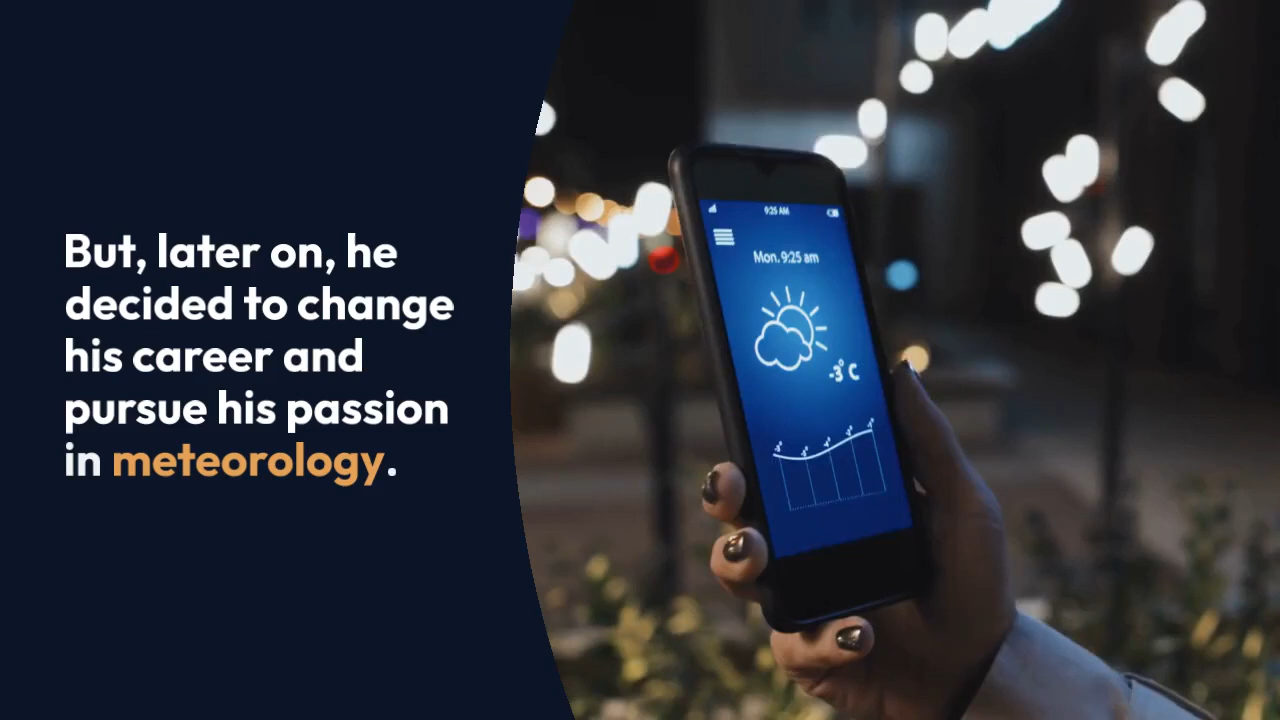 But, later on, he
decided to change
his career and
pursue his passion
in meteorology.
9:25 AM
Mon. 9:25 am
-3° C